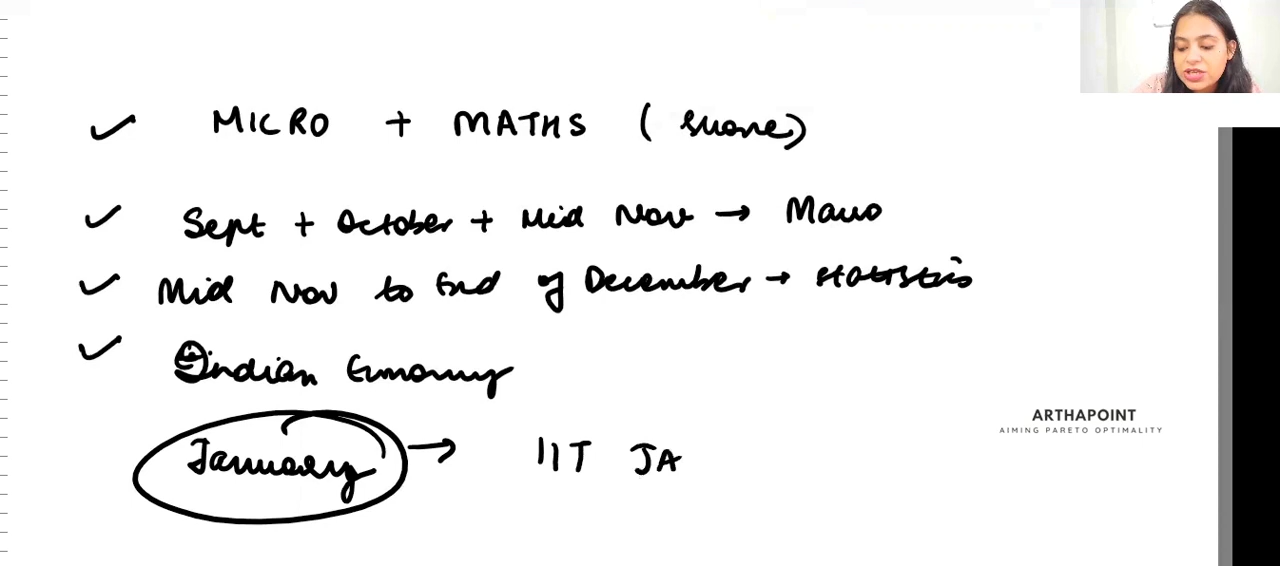 MICRO + MATHS (
Sept + October + Mid Nov → Macro
Mid Nov to End of December → Statistics
Indian Economy
January → IIT JA
ARTHAPOINT
AIMING PARETO OPTIMALITY